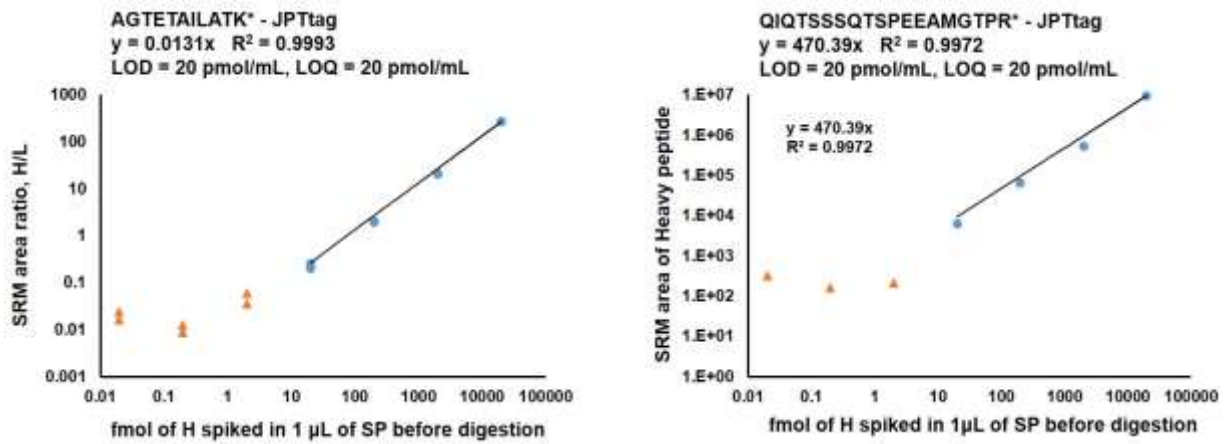 AGTETAILATK* - JPTtag
y = 0.0131x R² = 0.9993
LOD = 20 pmol/mL, LOQ = 20 pmol/mL
1000
100
10
1
0.1
0.01
0.001
SRM area ratio, H/L
0.01 0.1 1 10 100 1000 10000 100000
fmol of H spiked in 1 µL of SP before digestion
QIQTSSSQTSPEEAMGTPR* - JPTtag
y = 470.39x R² = 0.9972
LOD = 20 pmol/mL, LOQ = 20 pmol/mL
y = 470.39x
R² = 0.9972
1.E+07
1.E+06
1.E+05
1.E+04
1.E+03
1.E+02
1.E+01
1.E+00
SRM area of Heavy peptide
0.01 0.1 1 10 100 1000 10000 100000
fmol of H spiked in 1µL of SP before digestion